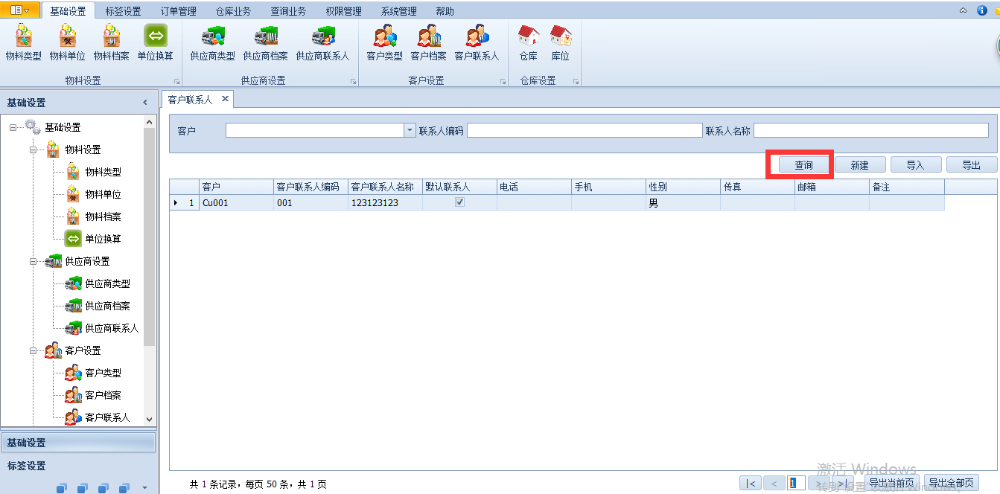 基础设置 标签设置 订单管理 仓库业务 查询业务 权限管理 系统管理 帮助
物料类型 物料单位 物料档案 单位换算 供应商类型 供应商档案 供应商联系人 客户类型 客户档案 客户联系人 仓库 库位
物料设置 供应商设置 客户设置 仓库设置
基础设置
客户联系人
基础设置
物料设置
物料类型
物料单位
物料档案
单位换算
供应商设置
供应商类型
供应商档案
供应商联系人
客户设置
客户类型
客户档案
客户联系人
基础设置
标签设置
客户 联系人编码 联系人名称
查询 新建 导入 导出
客户 客户联系人编码 客户联系人名称 默认联系人 电话 手机 性别 传真 邮箱 备注
1 Cu001 001 123123123 男
共 1 条记录，每页 50 条，共 1 页
|< < 1 > >| 导出当前页 导出全部页
激活 Windows
转到"设置"以激活 Windows。